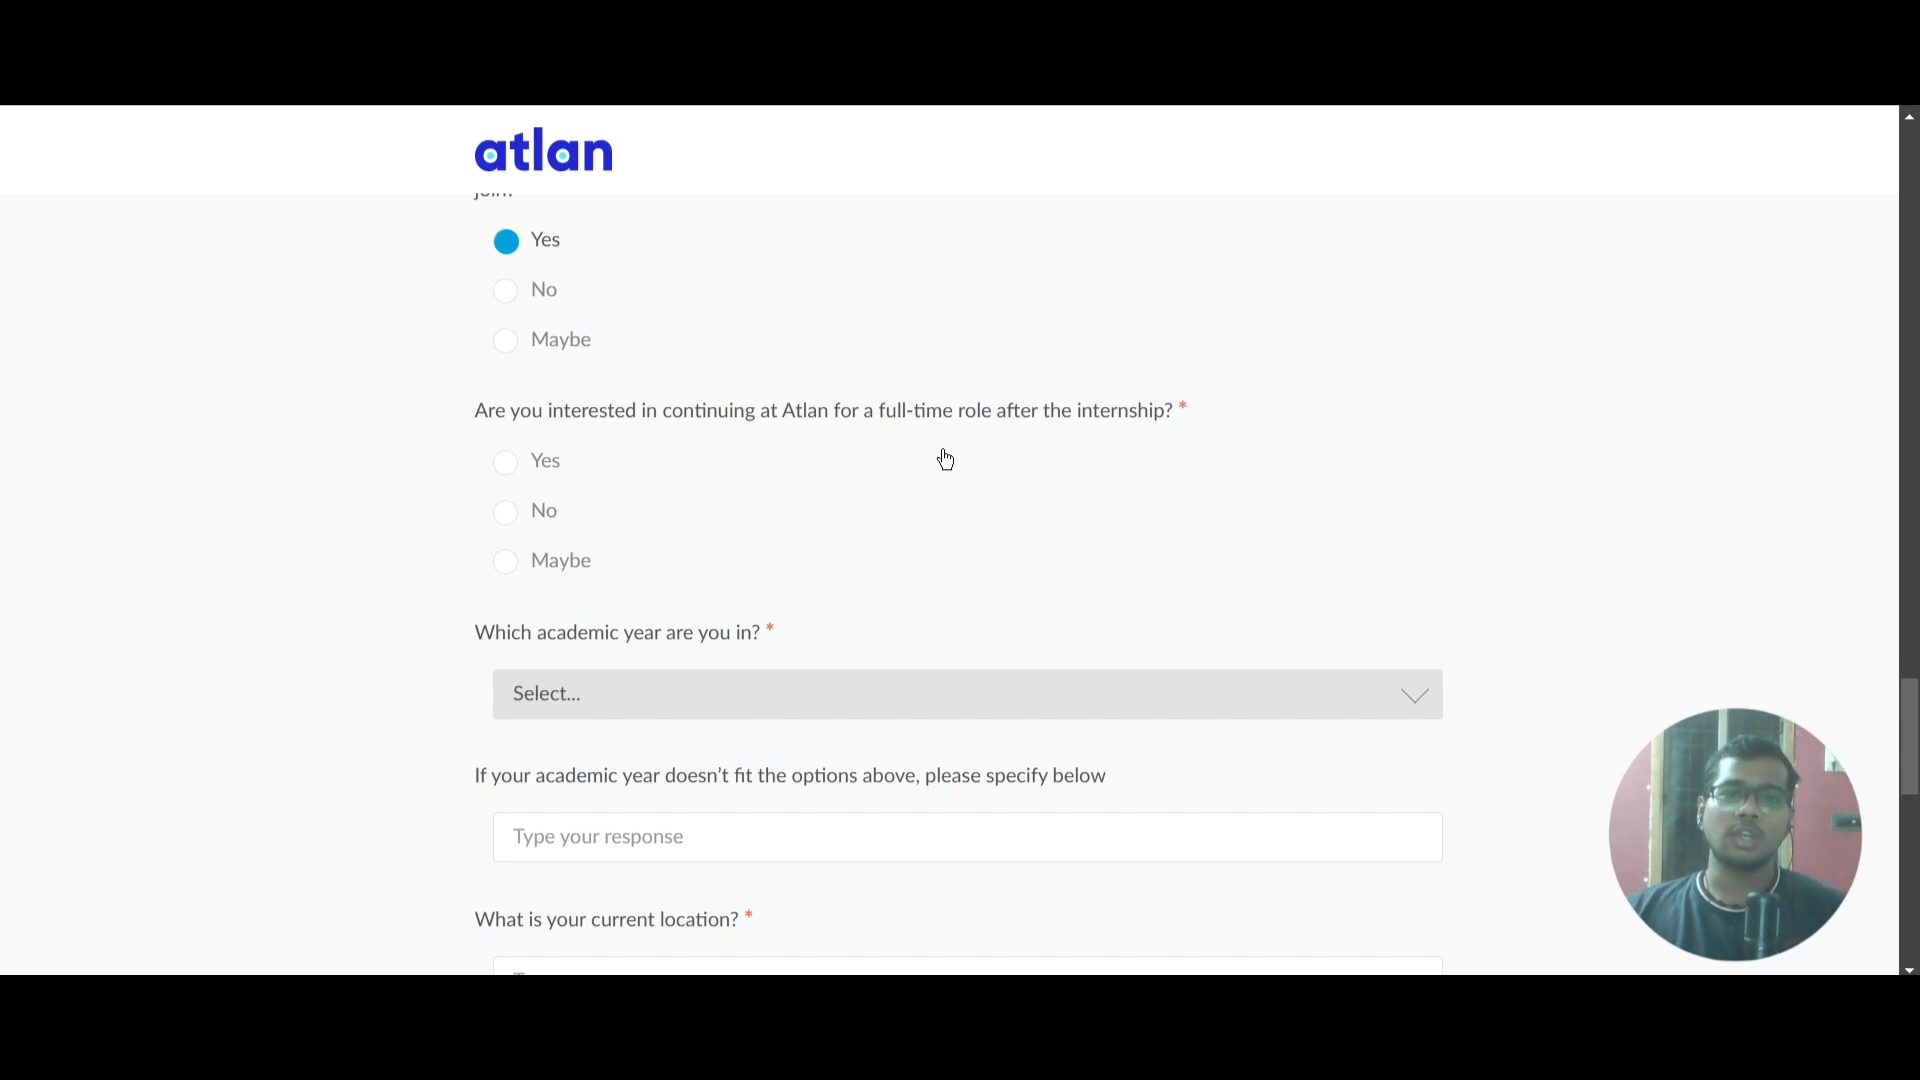 atlan
join?
Yes
No
Maybe
Are you interested in continuing at Atlan for a full-time role after the internship? *
Yes
No
Maybe
Which academic year are you in? *
Select...
If your academic year doesn't fit the options above, please specify below
Type your response
What is your current location? *